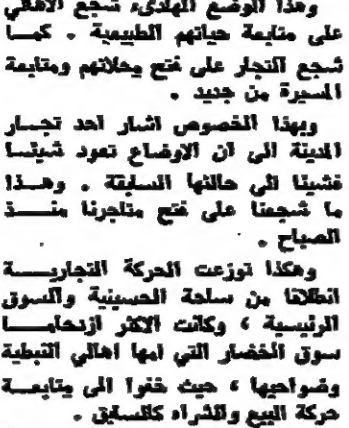 وهذا الوضع الهادىء شجع الاهالي
على متابعة حياتهم الطبيعية . كما
شجع التجار على فتح محلاتهم ومتابعة
المسيرة من جديد .
وبهذا الخصوص اشار احد تجار
المدينة الى ان الاوضاع تعود شيئا
فشيئا الى حالتها السابقة . وهذا
ما شجعنا على فتح متاجرنا منذ
الصباح .
وهكذا توزعت الحركة التجارية
انطلاقا من ساحة الحسينية والسوق
الرئيسية ، وكانت الاكثر ازدحاما
سوق الخضار التي امها اهالي النبطية
وضواحيها ، حيث خفوا الى متابعة
حركة البيع والشراء كالسابق .